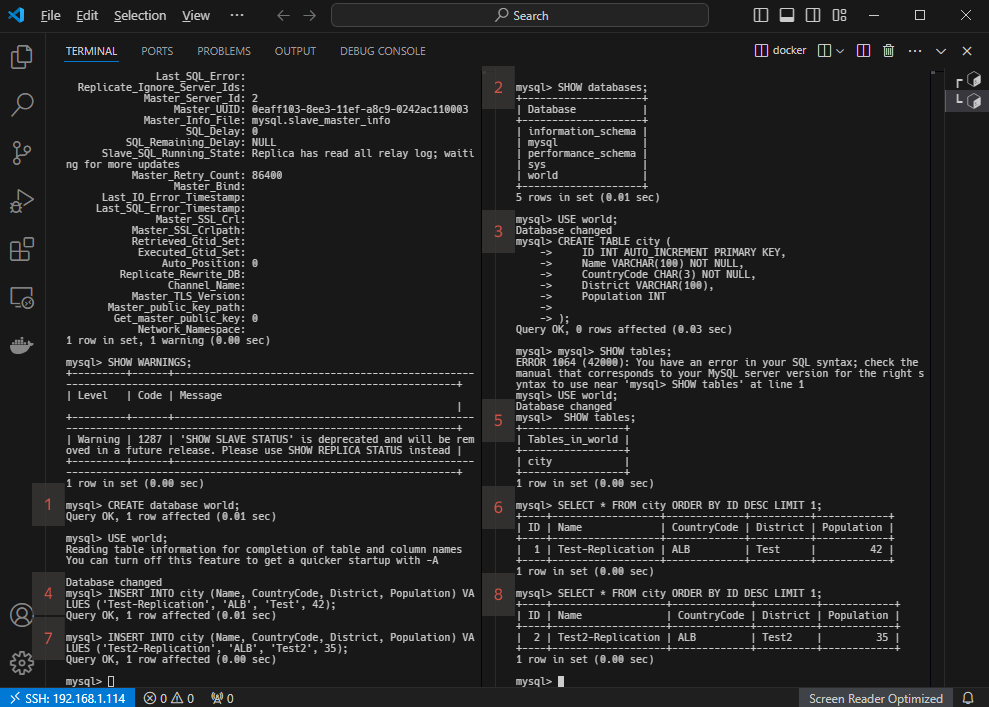 File Edit Selection View ··· Search
TERMINAL PORTS PROBLEMS OUTPUT DEBUG CONSOLE docker
Last_SQL_Error:
Replicate_Ignore_Server_Ids:
Master_Server_Id: 2
Master_UUID: 0eaff103-8ee3-11ef-a8c9-0242ac110003
Master_Info_File: mysql.slave_master_info
SQL_Delay: 0
SQL_Remaining_Delay: NULL
Slave_SQL_Running_State: Replica has read all relay log; waiti
ng for more updates
Master_Retry_Count: 86400
Master_Bind:
Last_IO_Error_Timestamp:
Last_SQL_Error_Timestamp:
Master_SSL_Crl:
Master_SSL_Crlpath:
Retrieved_Gtid_Set:
Executed_Gtid_Set:
Auto_Position: 0
Replicate_Rewrite_DB:
Channel_Name:
Master_TLS_Version:
Master_public_key_path:
Get_master_public_key: 0
Network_Namespace:
1 row in set, 1 warning (0.00 sec)
mysql> SHOW WARNINGS;
+---------+------+---------------------------------------------------
-----------------------------------------------------------------+
| Level   | Code | Message
|
+---------+------+---------------------------------------------------
-----------------------------------------------------------------+
| Warning | 1287 | 'SHOW SLAVE STATUS' is deprecated and will be rem
oved in a future release. Please use SHOW REPLICA STATUS instead |
+---------+------+---------------------------------------------------
-----------------------------------------------------------------+
1 row in set (0.00 sec)
1
mysql> CREATE database world;
Query OK, 1 row affected (0.01 sec)
mysql> USE world;
Reading table information for completion of table and column names
You can turn off this feature to get a quicker startup with -A
Database changed
4
mysql> INSERT INTO city (Name, CountryCode, District, Population) VA
LUES ('Test-Replication', 'ALB', 'Test', 42);
Query OK, 1 row affected (0.01 sec)
7
mysql> INSERT INTO city (Name, CountryCode, District, Population) VA
LUES ('Test2-Replication', 'ALB', 'Test2', 35);
Query OK, 1 row affected (0.00 sec)
mysql>
2
mysql> SHOW databases;
+--------------------+
| Database           |
+--------------------+
| information_schema |
| mysql              |
| performance_schema |
| sys                |
| world              |
+--------------------+
5 rows in set (0.01 sec)
3
mysql> USE world;
Database changed
mysql> CREATE TABLE city (
->     ID INT AUTO_INCREMENT PRIMARY KEY,
->     Name VARCHAR(100) NOT NULL,
->     CountryCode CHAR(3) NOT NULL,
->     District VARCHAR(100),
->     Population INT
->
-> );
Query OK, 0 rows affected (0.03 sec)
mysql> mysql> SHOW tables;
ERROR 1064 (42000): You have an error in your SQL syntax; check the
manual that corresponds to your MySQL server version for the right s
yntax to use near 'mysql> SHOW tables' at line 1
mysql> USE world;
Database changed
5
mysql>  SHOW tables;
+-----------------+
| Tables_in_world |
+-----------------+
| city            |
+-----------------+
1 row in set (0.00 sec)
6
mysql> SELECT * FROM city ORDER BY ID DESC LIMIT 1;
+----+------------------+-------------+----------+------------+
| ID | Name             | CountryCode | District | Population |
+----+------------------+-------------+----------+------------+
|  1 | Test-Replication | ALB         | Test     |         42 |
+----+------------------+-------------+----------+------------+
1 row in set (0.00 sec)
8
mysql> SELECT * FROM city ORDER BY ID DESC LIMIT 1;
+----+-------------------+-------------+----------+------------+
| ID | Name              | CountryCode | District | Population |
+----+-------------------+-------------+----------+------------+
|  2 | Test2-Replication | ALB         | Test2    |         35 |
+----+-------------------+-------------+----------+------------+
1 row in set (0.00 sec)
mysql>
SSH: 192.168.1.114 0 0 0 Screen Reader Optimized